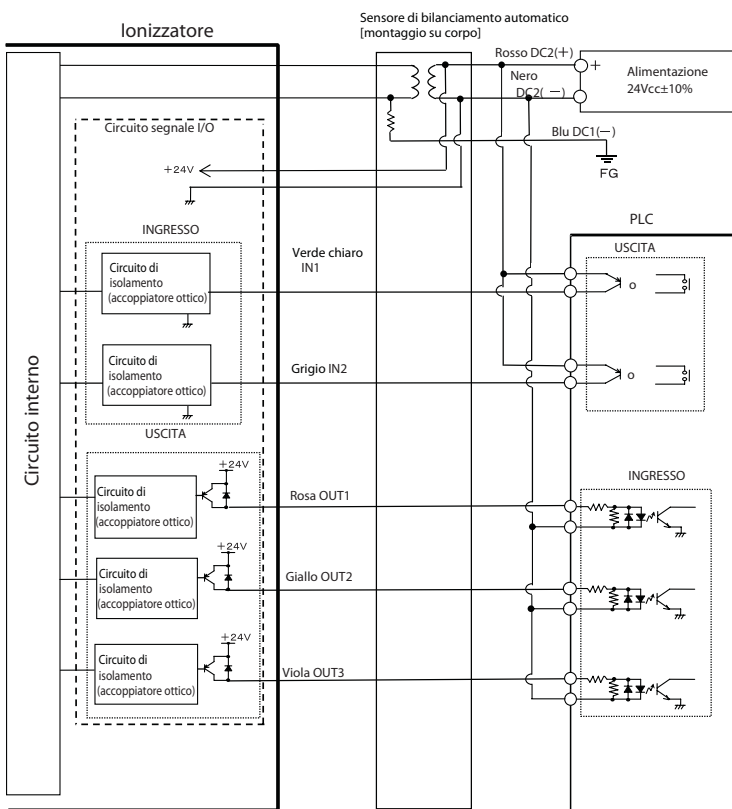 Ionizzatore
Sensore di bilanciamento automatico
[montaggio su corpo]
Rosso DC2(+)
+
Alimentazione
24Vcc±10%
Nero
DC2(−)
Circuito segnale I/O
Blu DC1(−)
FG
+24V
PLC
INGRESSO
USCITA
Verde chiaro
IN1
Circuito di
isolamento
(accoppiatore ottico)
o
Circuito interno
Circuito di
isolamento
(accoppiatore ottico)
Grigio IN2
o
USCITA
INGRESSO
+24V
Circuito di
isolamento
(accoppiatore ottico)
Rosa OUT1
+24V
Circuito di
isolamento
(accoppiatore ottico)
Giallo OUT2
+24V
Circuito di
isolamento
(accoppiatore ottico)
Viola OUT3